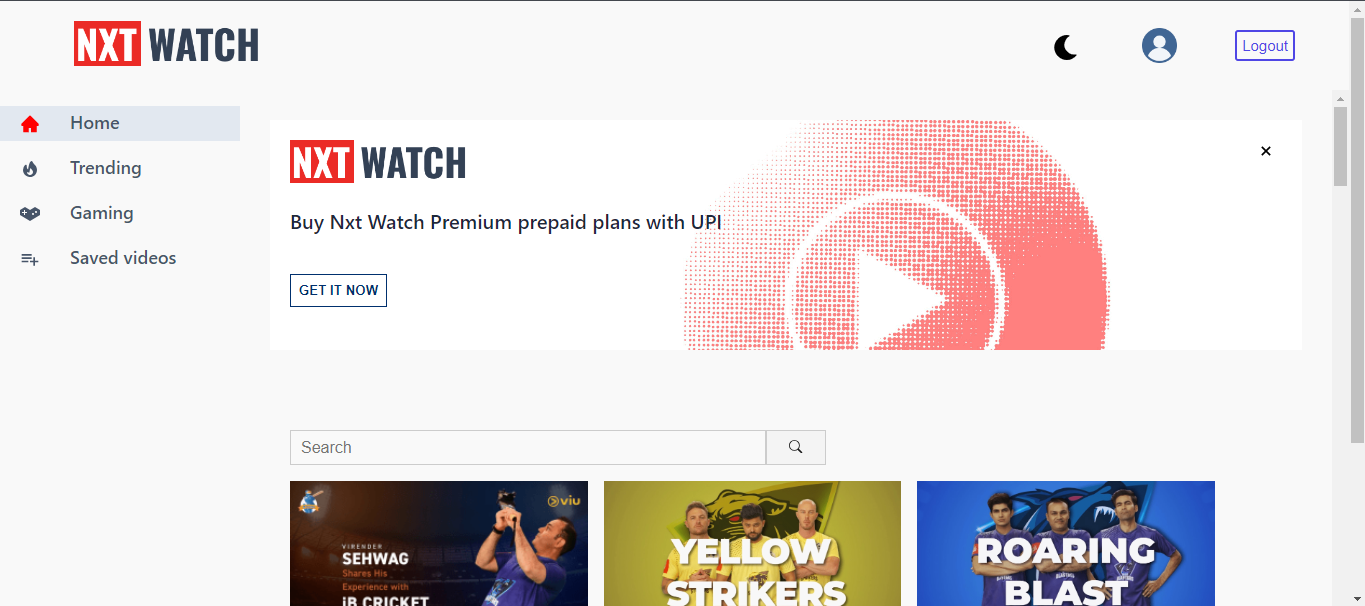 NXT WATCH
Logout
Home
Trending
Gaming
Saved videos
NXT WATCH
Buy Nxt Watch Premium prepaid plans with UPI
GET IT NOW
Search
viu
VIRENDER
SEHWAG
Shares His
Experience with
iB CRICKET
YELLOW
STRIKERS
ROARING
BLAST